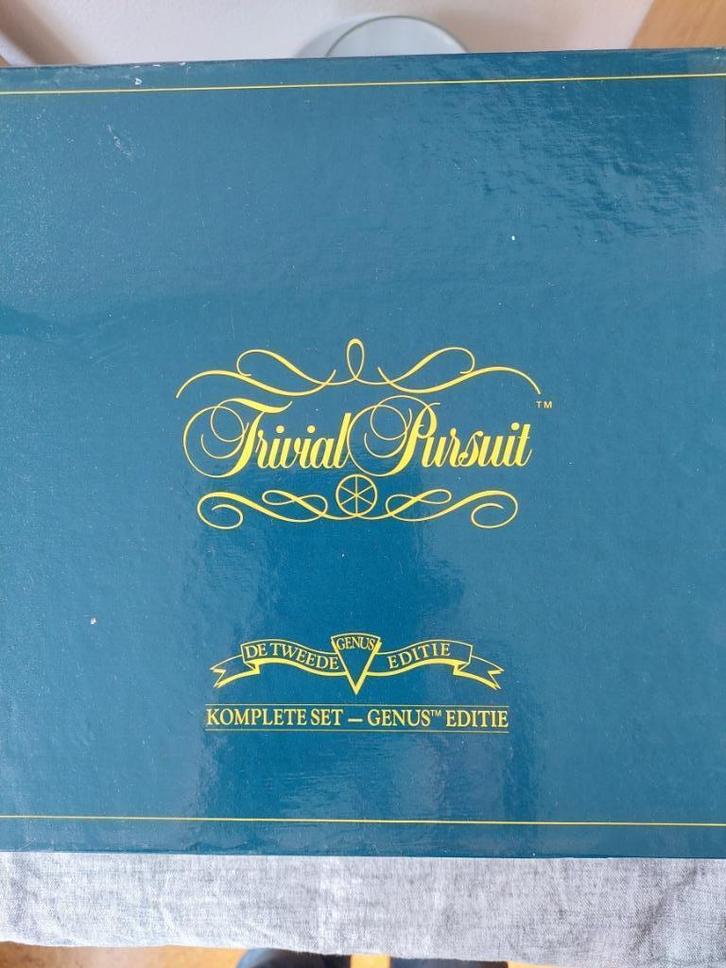 Trivial Pursuit™
DE TWEEDE GENUS EDITIE
KOMPLETE SET — GENUS™ EDITIE